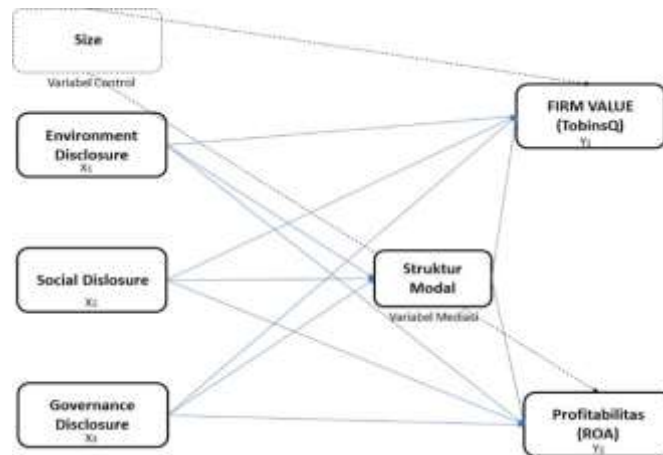 Size
Variabel Control
Environment
Disclosure
X₁
Social Dislosure
X₂
Governance
Disclosure
X₃
Struktur
Modal
Variabel Mediasi
FIRM VALUE
(TobinsQ)
Y₁
Profitabilitas
(ROA)